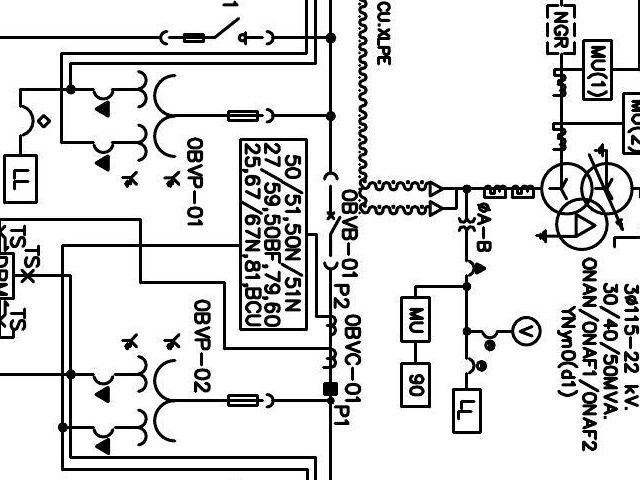 CU.XLPE
NGR
MU(1)
MU(2)
3Ø115-22 kV.
30/40/50MVA.
ONAN/ONAF1/ONAF2
YNyn0(d1)
ØA-B
V
MU
90
LL
0BVB-01
P2
0BVC-01
P1
50/51,50N/51N
27/59,50BF,79,60
25,67/67N,81,BCU
0BVP-01
0BVP-02
LL
TS
TS
TS